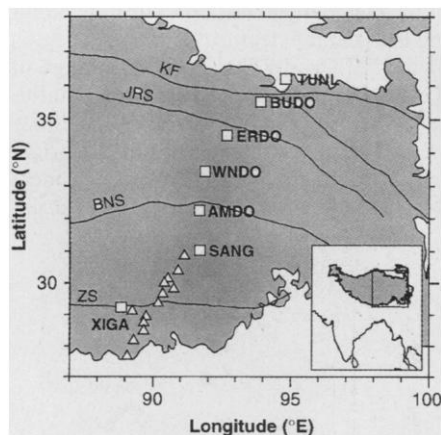 KF
TUNL
JRS
BUDO
35
ERDO
WNDO
BNS
AMDO
SANG
30
ZS
XIGA
90
95
100
Latitude (°N)
Longitude (°E)